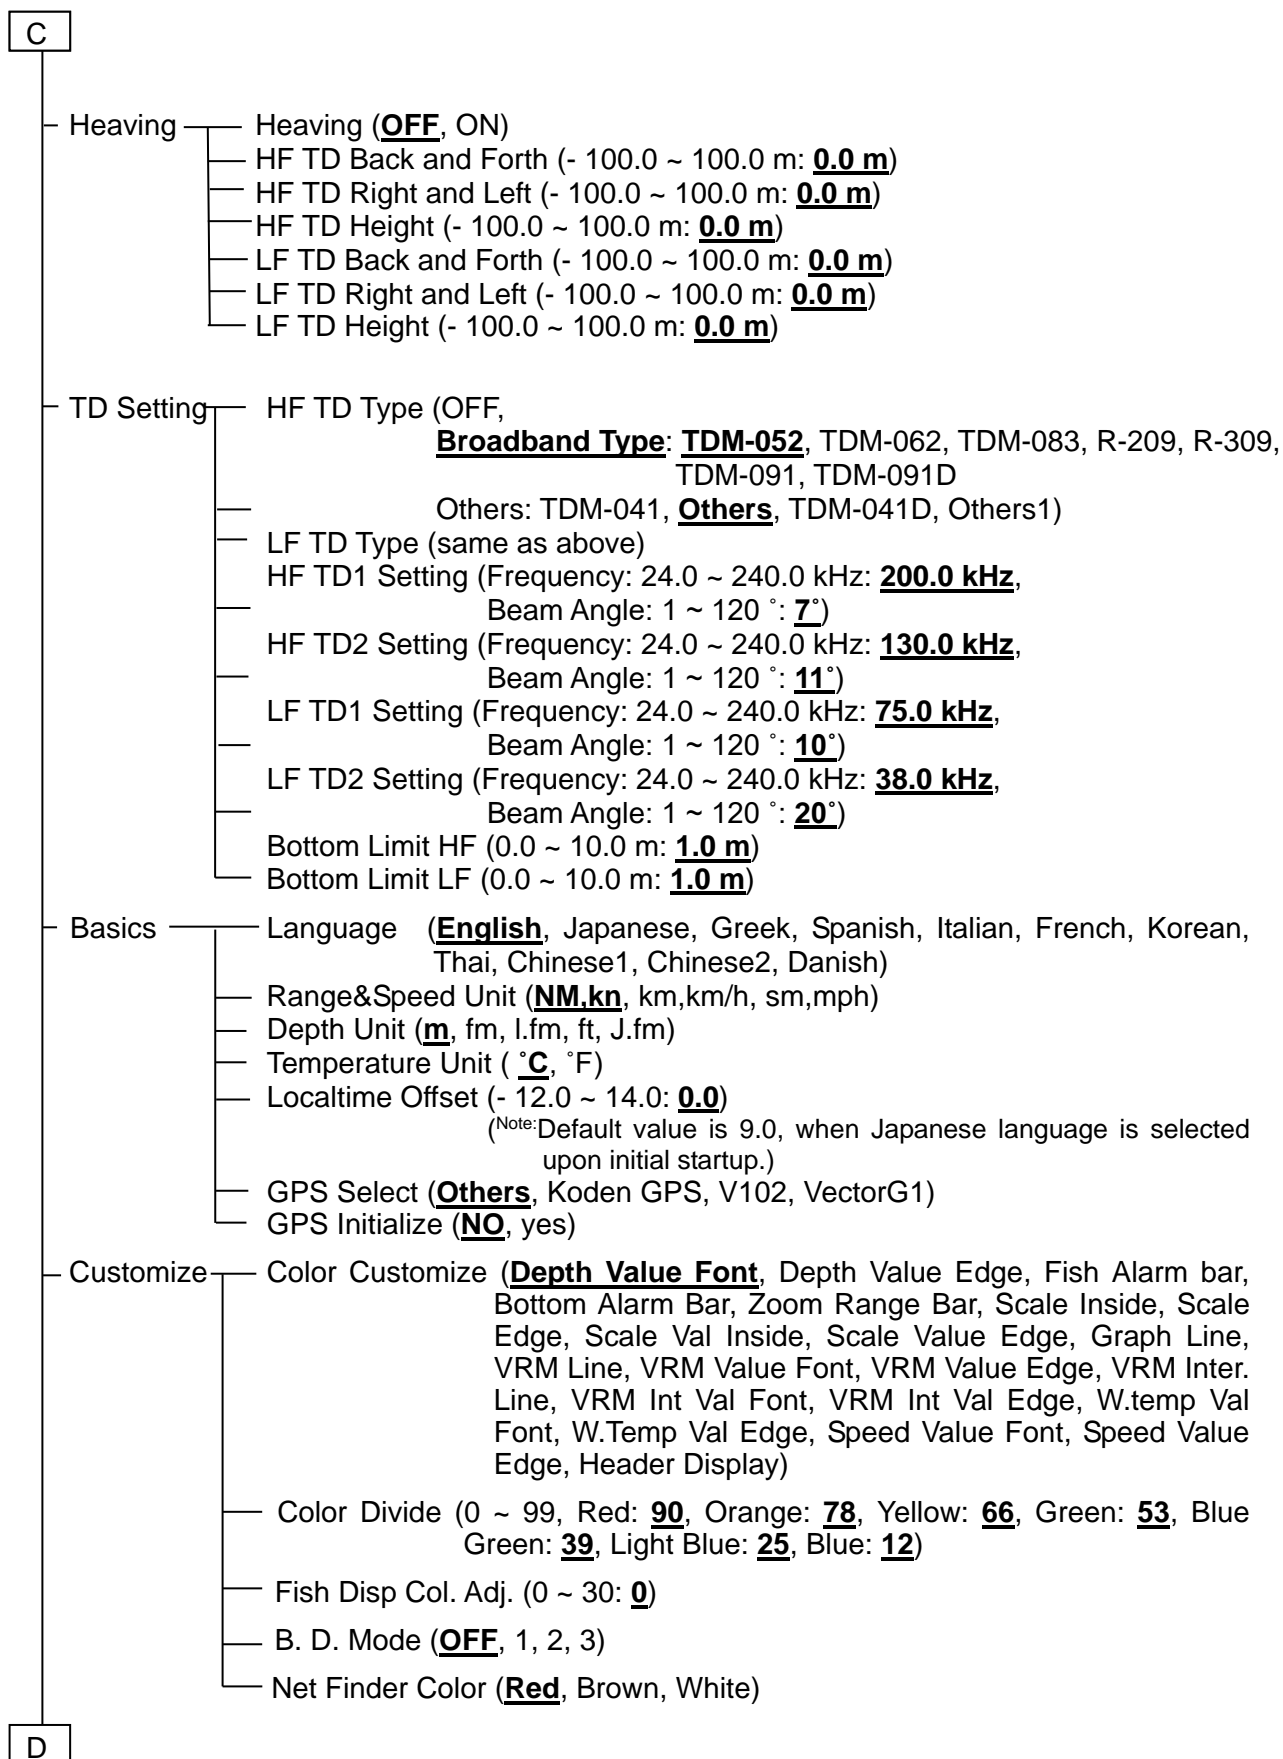 C
Heaving Heaving (OFF, ON)
HF TD Back and Forth (- 100.0 ~ 100.0 m: 0.0 m)
HF TD Right and Left (- 100.0 ~ 100.0 m: 0.0 m)
HF TD Height (- 100.0 ~ 100.0 m: 0.0 m)
LF TD Back and Forth (- 100.0 ~ 100.0 m: 0.0 m)
LF TD Right and Left (- 100.0 ~ 100.0 m: 0.0 m)
LF TD Height (- 100.0 ~ 100.0 m: 0.0 m)
TD Setting HF TD Type (OFF,
Broadband Type: TDM-052, TDM-062, TDM-083, R-209, R-309,
TDM-091, TDM-091D
Others: TDM-041, Others, TDM-041D, Others1)
LF TD Type (same as above)
HF TD1 Setting (Frequency: 24.0 ~ 240.0 kHz: 200.0 kHz,
Beam Angle: 1 ~ 120 ˚: 7˚)
HF TD2 Setting (Frequency: 24.0 ~ 240.0 kHz: 130.0 kHz,
Beam Angle: 1 ~ 120 ˚: 11˚)
LF TD1 Setting (Frequency: 24.0 ~ 240.0 kHz: 75.0 kHz,
Beam Angle: 1 ~ 120 ˚: 10˚)
LF TD2 Setting (Frequency: 24.0 ~ 240.0 kHz: 38.0 kHz,
Beam Angle: 1 ~ 120 ˚: 20˚)
Bottom Limit HF (0.0 ~ 10.0 m: 1.0 m)
Bottom Limit LF (0.0 ~ 10.0 m: 1.0 m)
Basics Language (English, Japanese, Greek, Spanish, Italian, French, Korean,
Thai, Chinese1, Chinese2, Danish)
Range&Speed Unit (NM,kn, km,km/h, sm,mph)
Depth Unit (m, fm, I.fm, ft, J.fm)
Temperature Unit ( ˚C, ˚F)
Localtime Offset (- 12.0 ~ 14.0: 0.0)
(Note:Default value is 9.0, when Japanese language is selected
upon initial startup.)
GPS Select (Others, Koden GPS, V102, VectorG1)
GPS Initialize (NO, yes)
Customize Color Customize (Depth Value Font, Depth Value Edge, Fish Alarm bar,
Bottom Alarm Bar, Zoom Range Bar, Scale Inside, Scale
Edge, Scale Val Inside, Scale Value Edge, Graph Line,
VRM Line, VRM Value Font, VRM Value Edge, VRM Inter.
Line, VRM Int Val Font, VRM Int Val Edge, W.temp Val
Font, W.Temp Val Edge, Speed Value Font, Speed Value
Edge, Header Display)
Color Divide (0 ~ 99, Red: 90, Orange: 78, Yellow: 66, Green: 53, Blue
Green: 39, Light Blue: 25, Blue: 12)
Fish Disp Col. Adj. (0 ~ 30: 0)
B. D. Mode (OFF, 1, 2, 3)
Net Finder Color (Red, Brown, White)
D